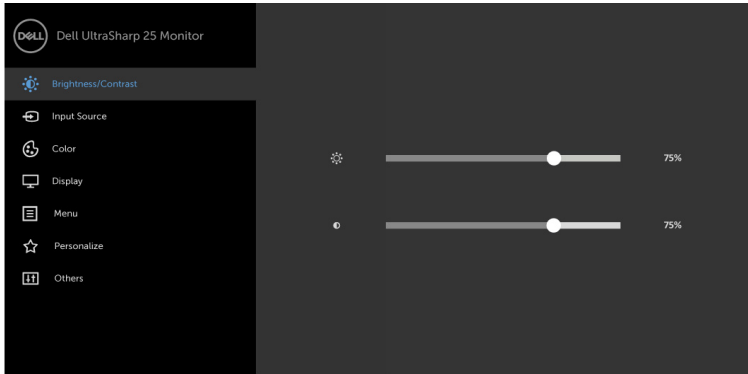 DELL
Dell UltraSharp 25 Monitor
Brightness/Contrast
Input Source
Color
Display
Menu
Personalize
Others
75%
75%